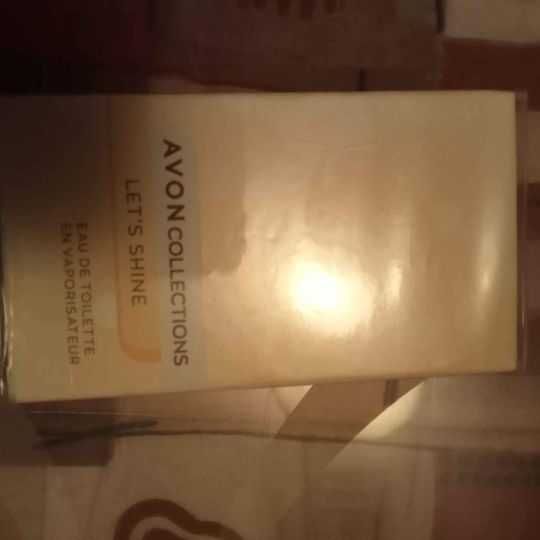 AVON COLLECTIONS
LET'S SHINE
EAU DE TOILETTE
EN VAPORISATEUR